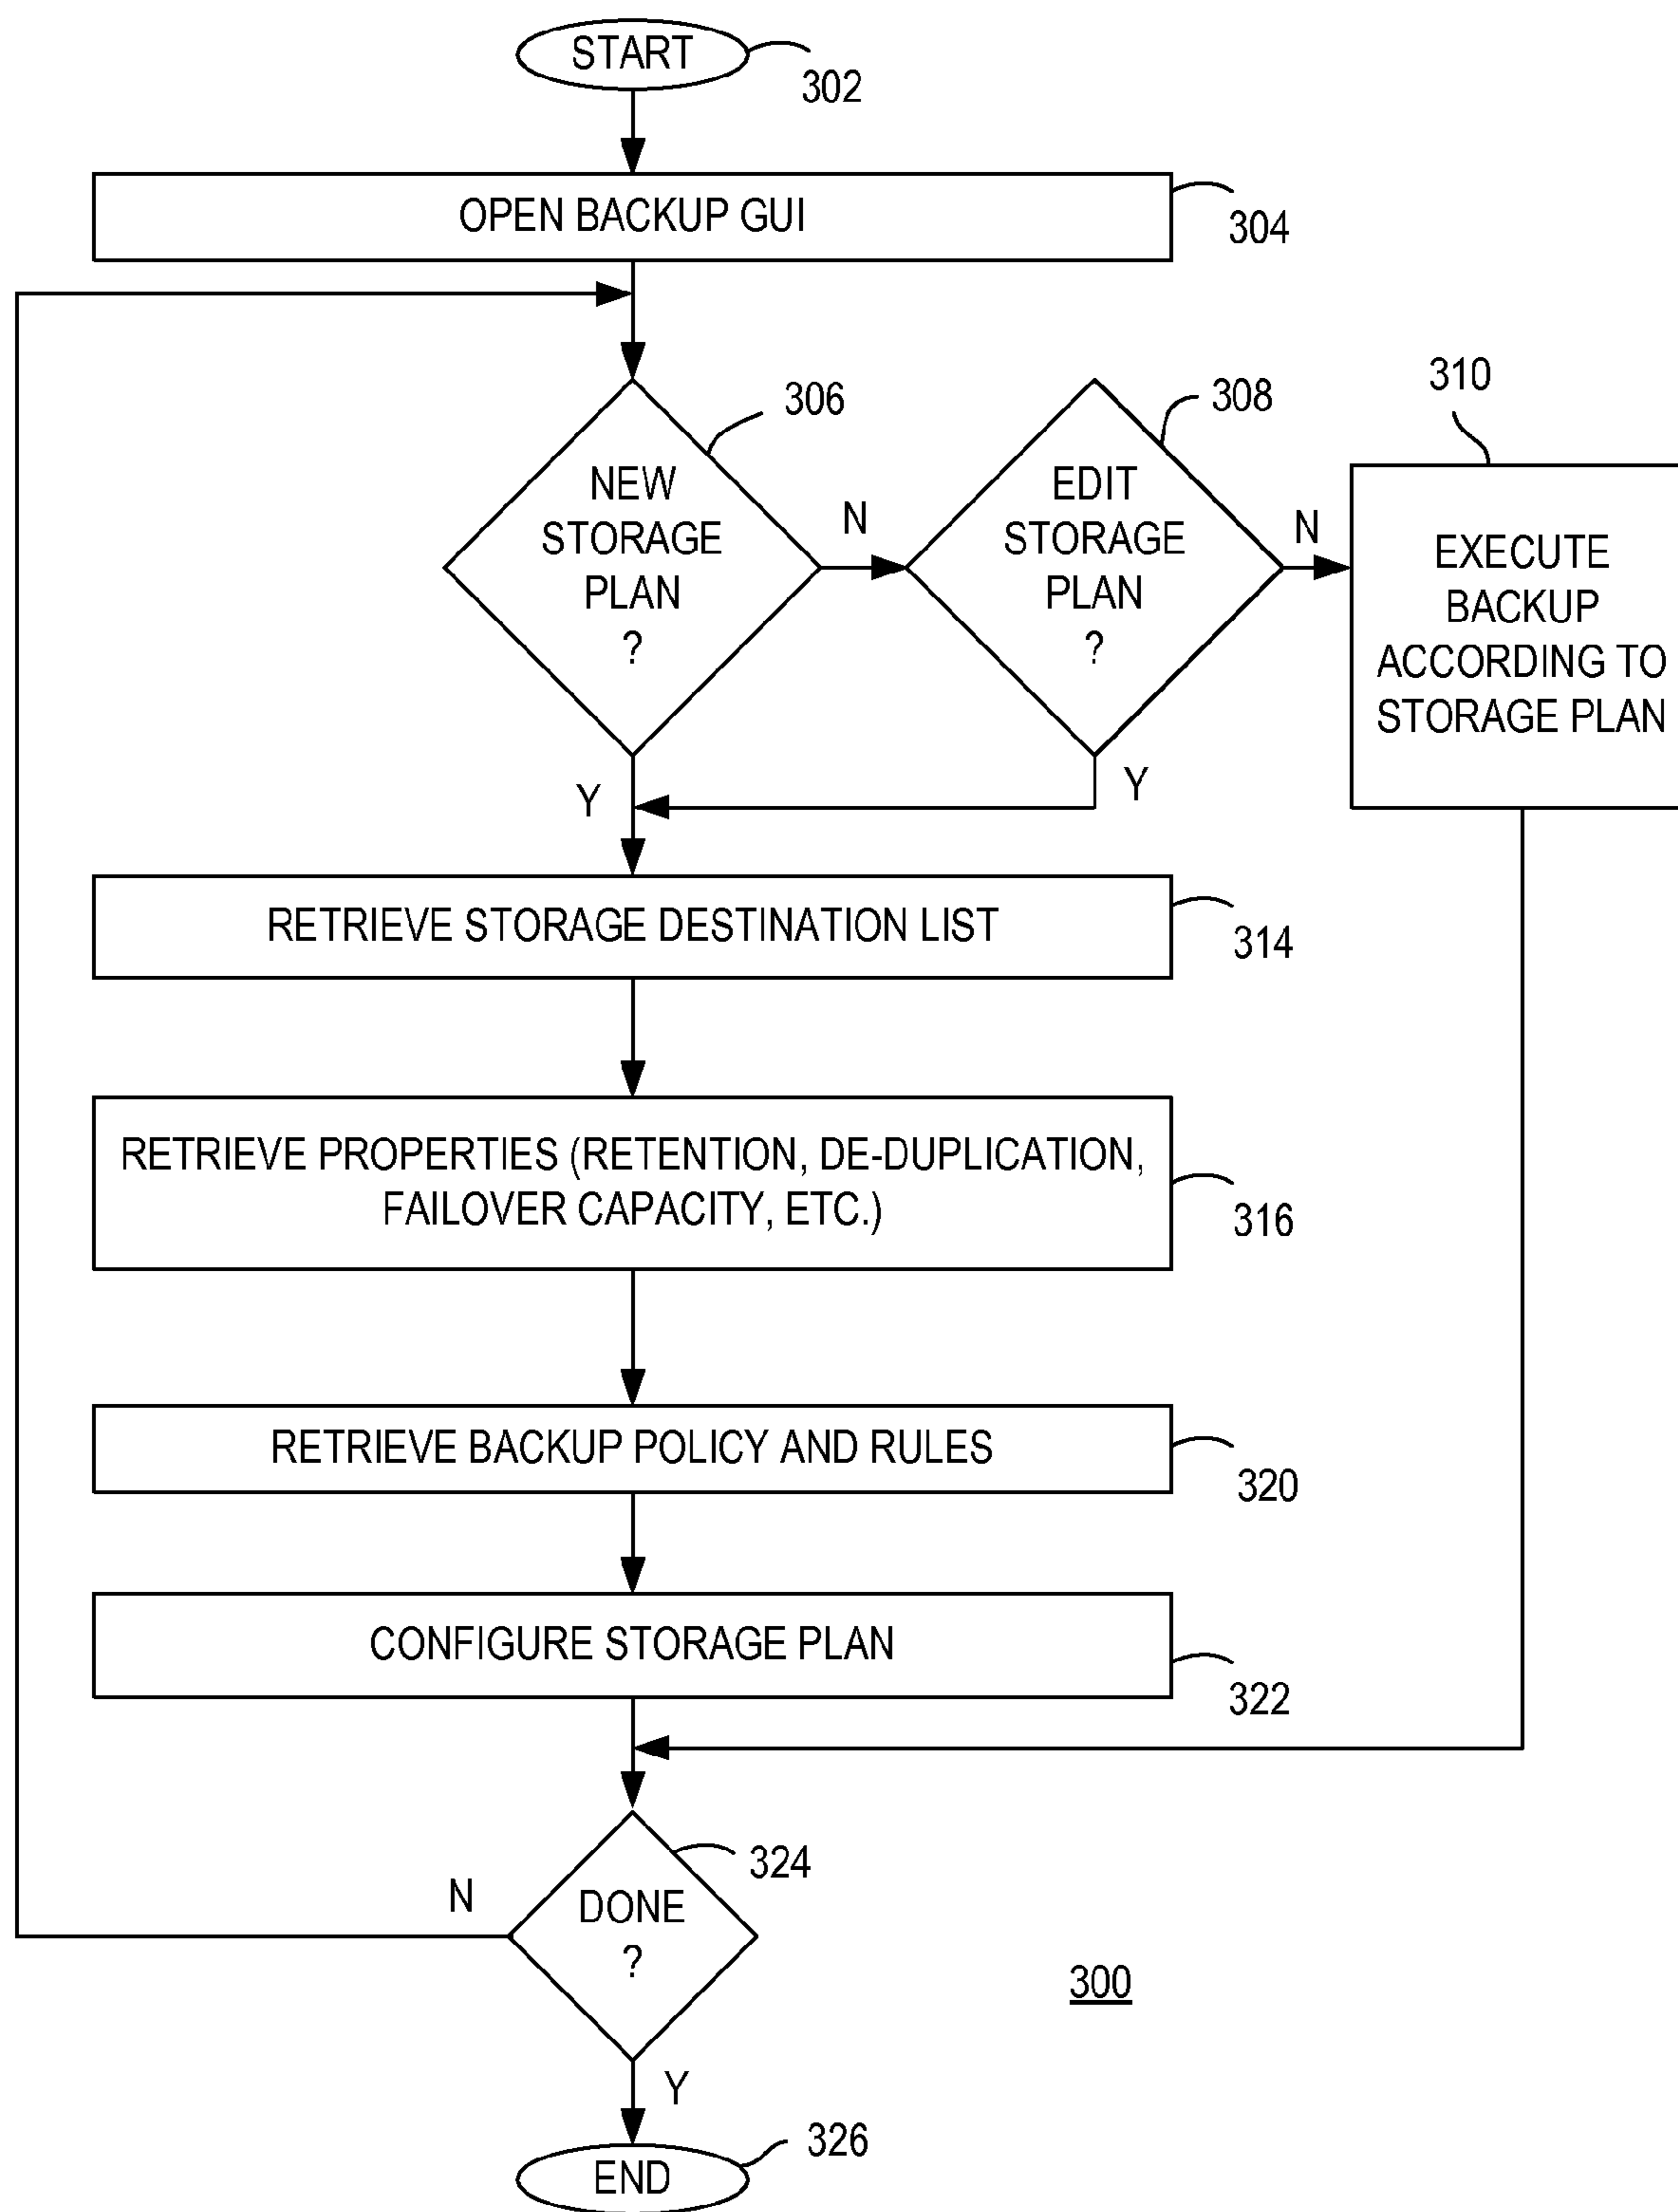 START
302
OPEN BACKUP GUI
304
NEW
STORAGE
PLAN
?
306
N
Y
EDIT
STORAGE
PLAN
?
308
N
Y
310
EXECUTE
BACKUP
ACCORDING TO
STORAGE PLAN
RETRIEVE STORAGE DESTINATION LIST
314
RETRIEVE PROPERTIES (RETENTION, DE-DUPLICATION,
FAILOVER CAPACITY, ETC.)
316
RETRIEVE BACKUP POLICY AND RULES
320
CONFIGURE STORAGE PLAN
322
DONE
?
324
N
Y
300
END
326